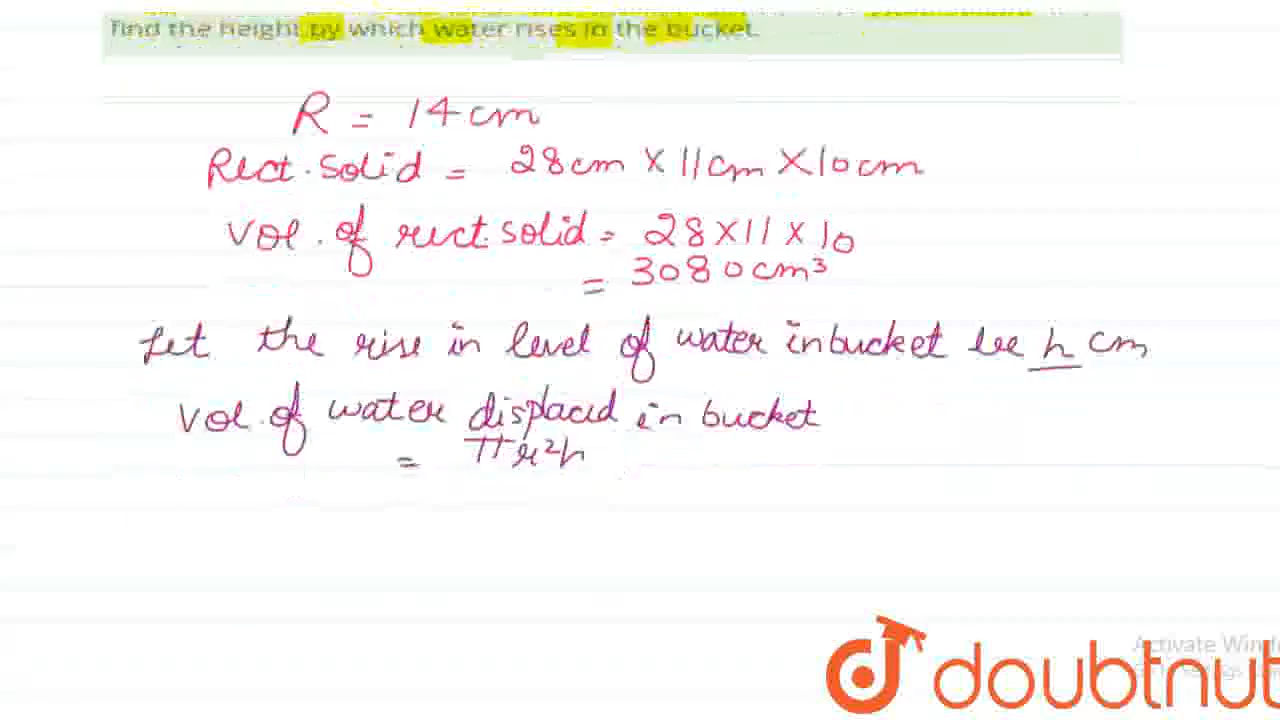 find the height by which water rises in the bucket.
R = 14 cm
Rect. Solid = 28cm × 11cm × 10cm
Vol. of rect. solid = 28 × 11 × 10
= 3080 cm³
Let the rise in level of water in bucket be h cm
Vol. of water displaced in bucket
= πr²h
Activate Wind
doubtnut